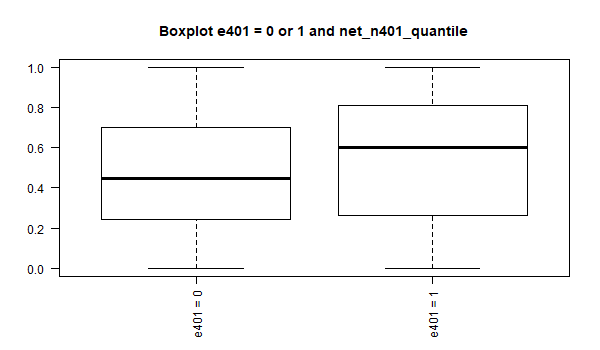 Boxplot e401 = 0 or 1 and net_n401_quantile
1.0
0.8
0.6
0.4
0.2
0.0
e401 = 0
e401 = 1